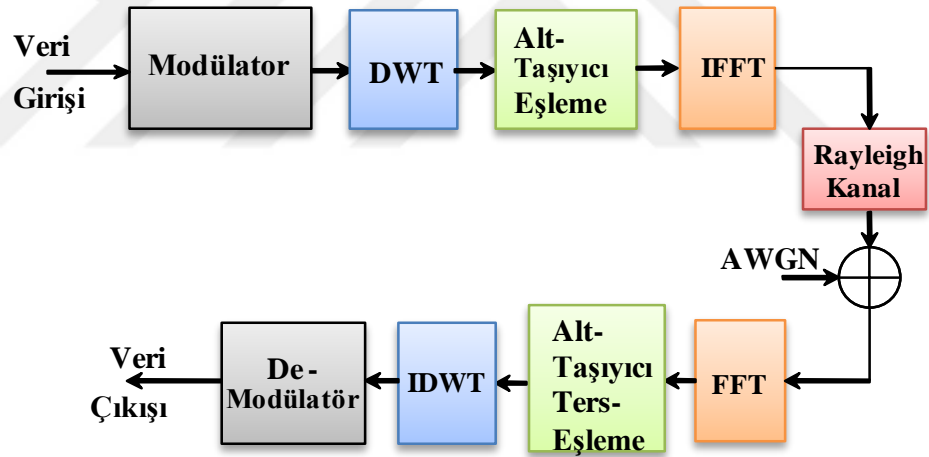 Veri
Girişi
Modülator
DWT
Alt-
Taşıyıcı
Eşleme
IFFT
Rayleigh
Kanal
AWGN
FFT
Alt-
Taşıyıcı
Ters-
Eşleme
IDWT
De-
Modülatör
Veri
Çıkışı